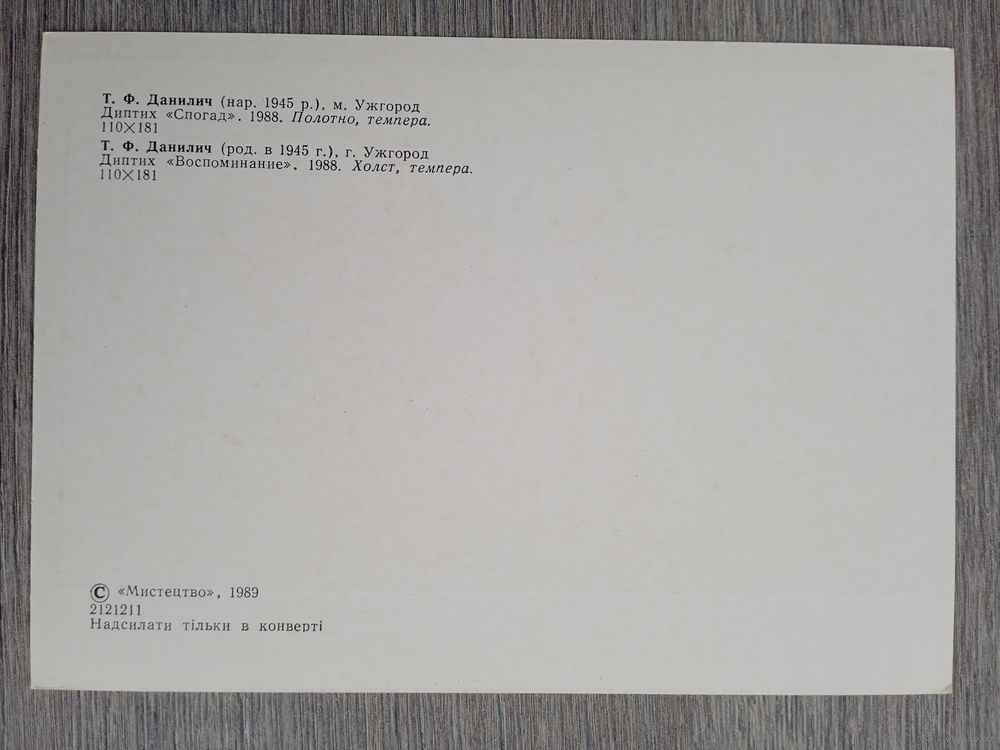 Т. Ф. Данилич (нар. 1945 р.), м. Ужгород
Диптих «Спогад». 1988. Полотно, темпера.
110×181
Т. Ф. Данилич (род. в 1945 г.), г. Ужгород
Диптих «Воспоминание». 1988. Холст, темпера.
110×181
© «Мистецтво», 1989
2121211
Надсилати тільки в конверті